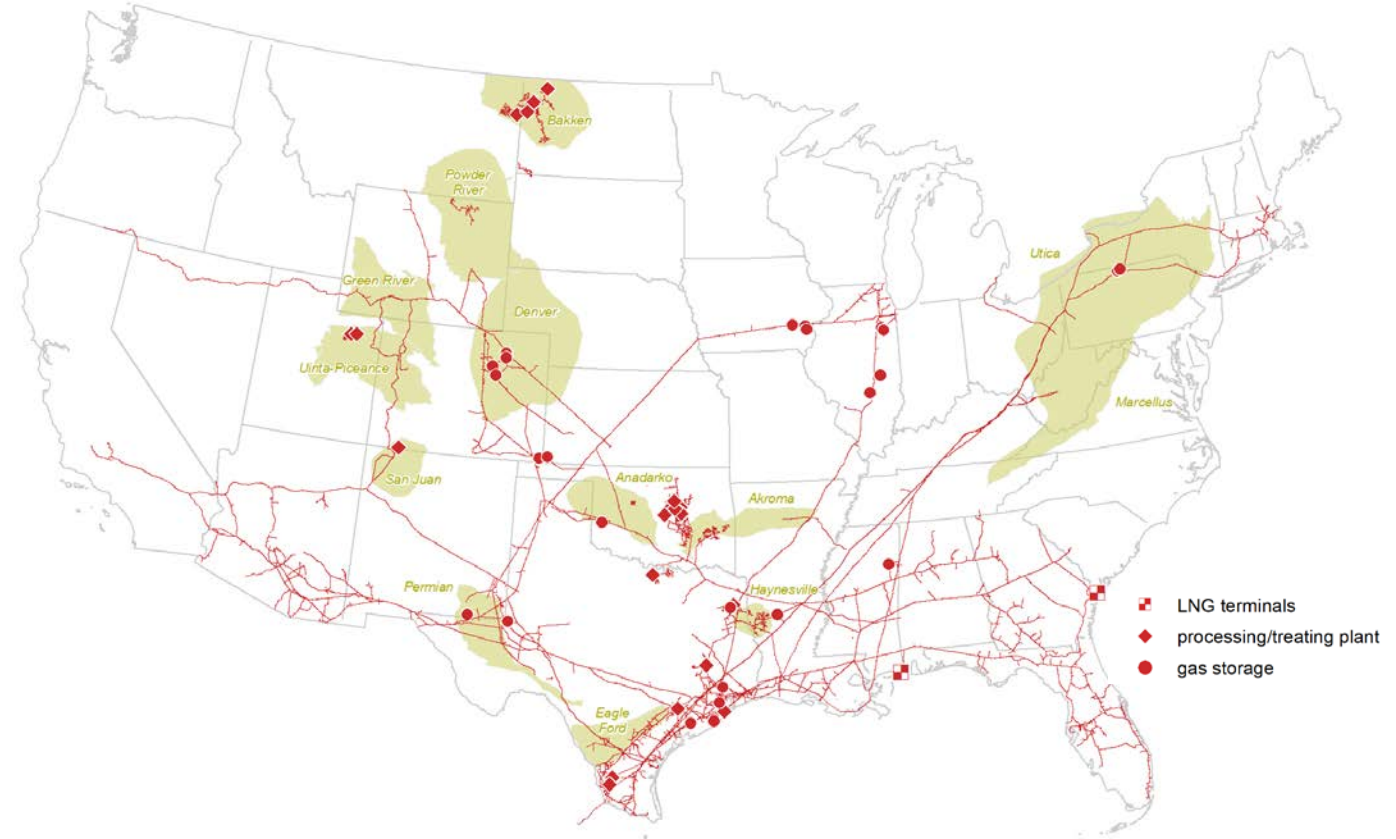 Bakken
Powder
River
Green River
Denver
Uinta-Piceance
Utica
Marcellus
San Juan
Anadarko
Akroma
Permian
Haynesville
Eagle
Ford
LNG terminals
processing/treating plant
gas storage